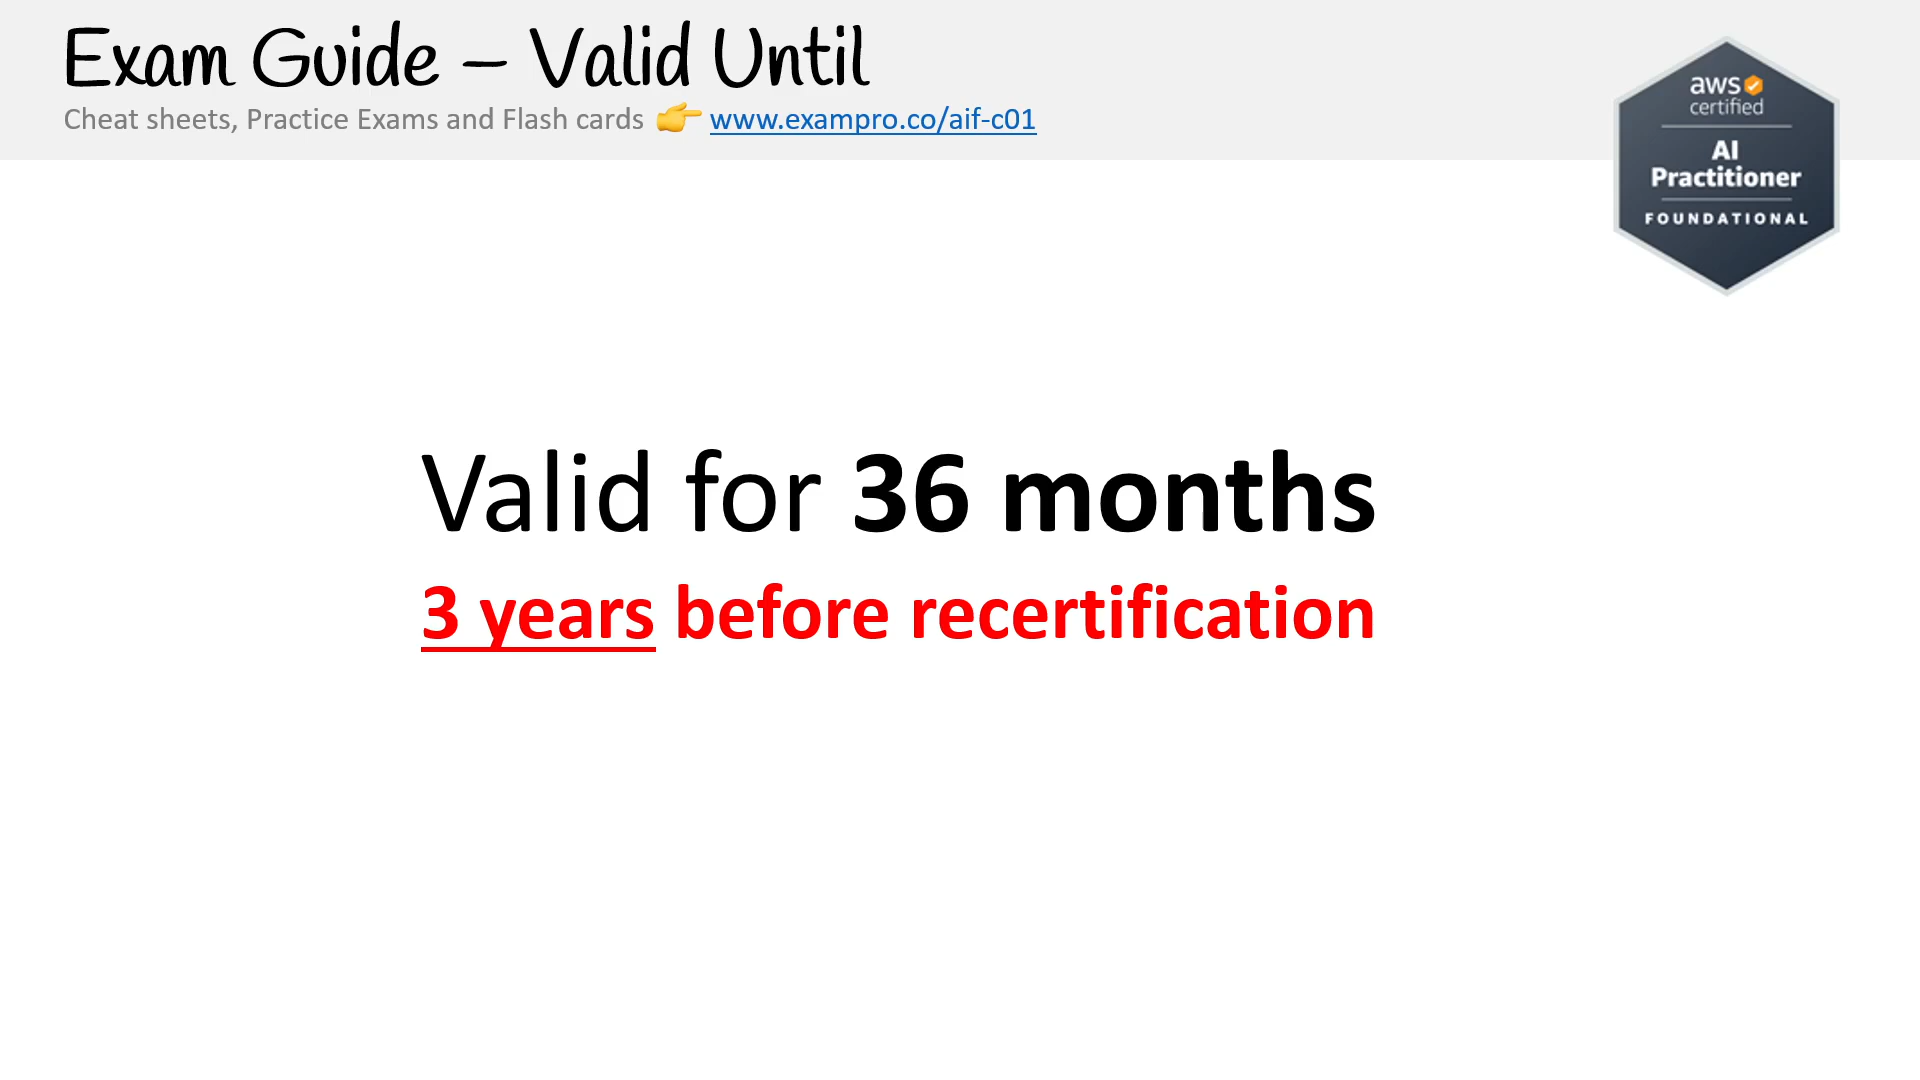 Exam Guide – Valid Until
Cheat sheets, Practice Exams and Flash cards 👉 www.exampro.co/aif-c01
aws
certified
AI
Practitioner
FOUNDATIONAL
Valid for 36 months
3 years before recertification